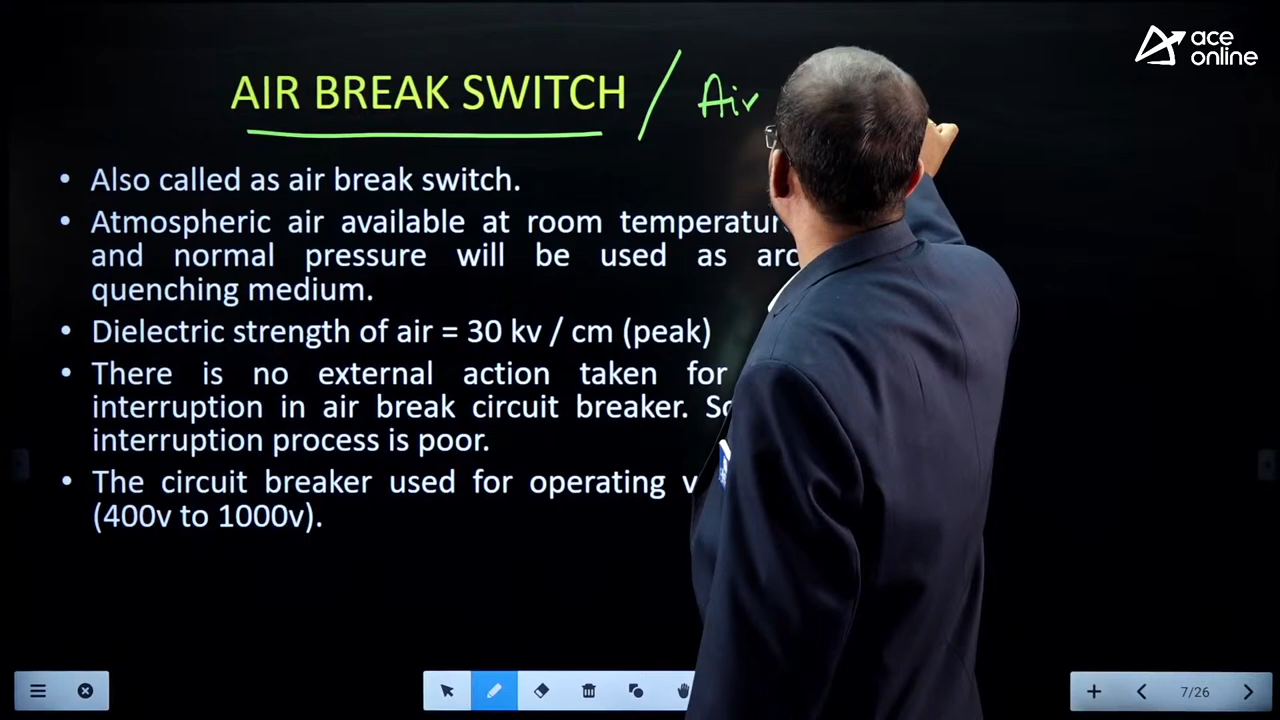 ace
online
AIR BREAK SWITCH / Air
• Also called as air break switch.
• Atmospheric air available at room
and normal pressure will be used as
quenching medium.
• Dielectric strength of air = 30 kv / cm (peak)
• There is no external action taken for
interruption in air break circuit breaker.
interruption process is poor.
• The circuit breaker used for operating
(400v to 1000v).
7/26